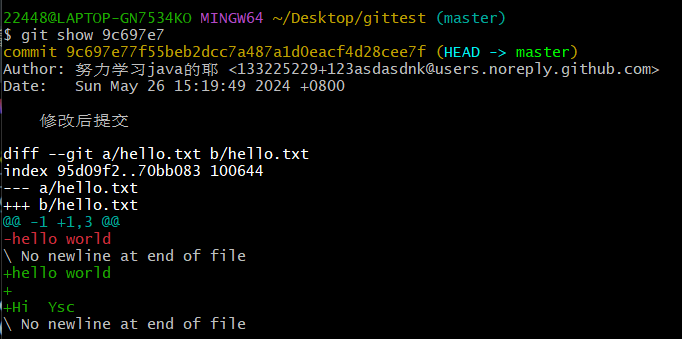 22448@LAPTOP-GN7534KO MINGW64 ~/Desktop/gittest (master)
$ git show 9c697e7
commit 9c697e77f55beb2dcc7a487a1d0eacf4d28cee7f (HEAD -> master)
Author: 努力学习java的耶 <133225229+123asdasdnk@users.noreply.github.com>
Date:   Sun May 26 15:19:49 2024 +0800

    修改后提交

diff --git a/hello.txt b/hello.txt
index 95d09f2..70bb083 100644
--- a/hello.txt
+++ b/hello.txt
@@ -1 +1,3 @@
-hello world
\ No newline at end of file
+hello world
+
+Hi  Ysc
\ No newline at end of file